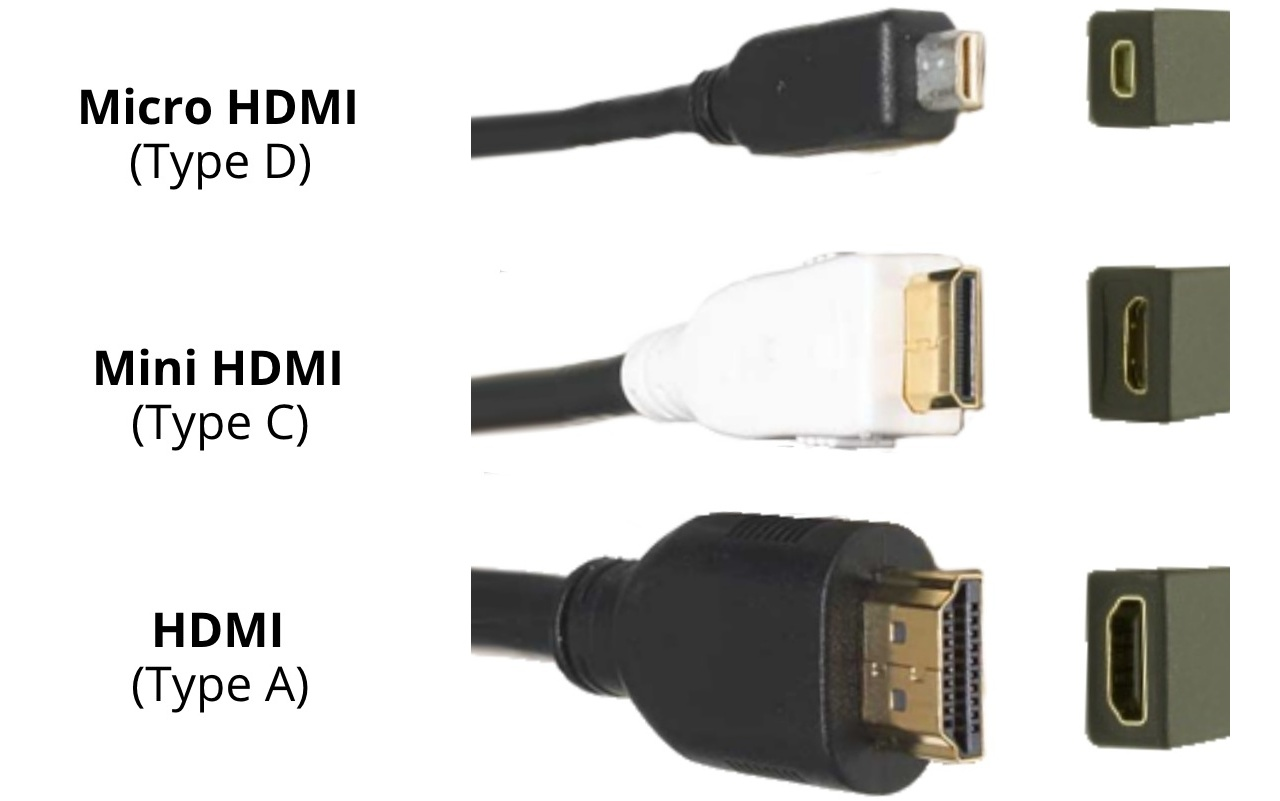 Micro HDMI
(Type D)
Mini HDMI
(Type C)
HDMI
(Type A)